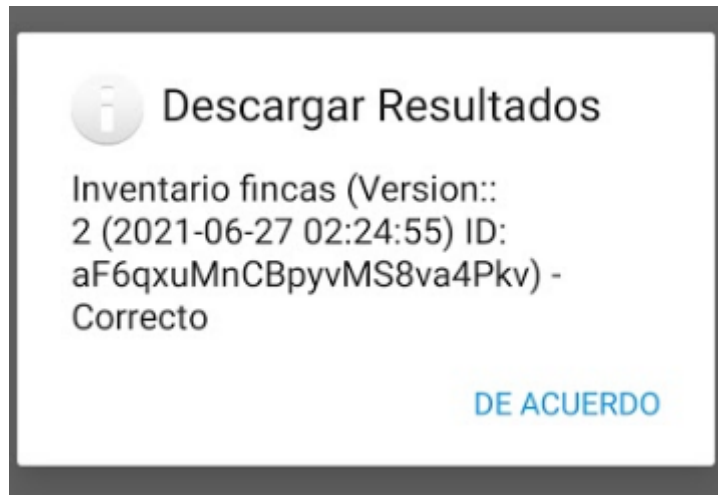 Descargar Resultados
Inventario fincas (Version::
2 (2021-06-27 02:24:55) ID:
aF6qxuMnCBpyvMS8va4Pkv) -
Correcto
DE ACUERDO